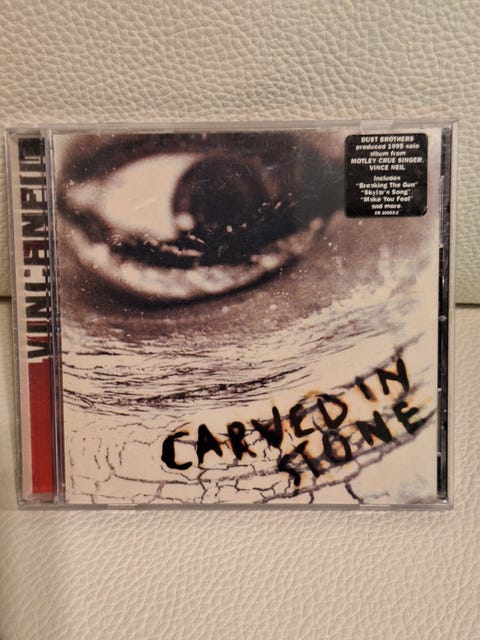 VINCE NEIL
DUST BROTHERS
produced 1995 solo
album from
MOTLEY CRUE SINGER,
VINCE NEIL
Includes
"Breaking The Gun"
"Skylar's Song"
"Make You Feel"
and more.
CARVED IN
STONE